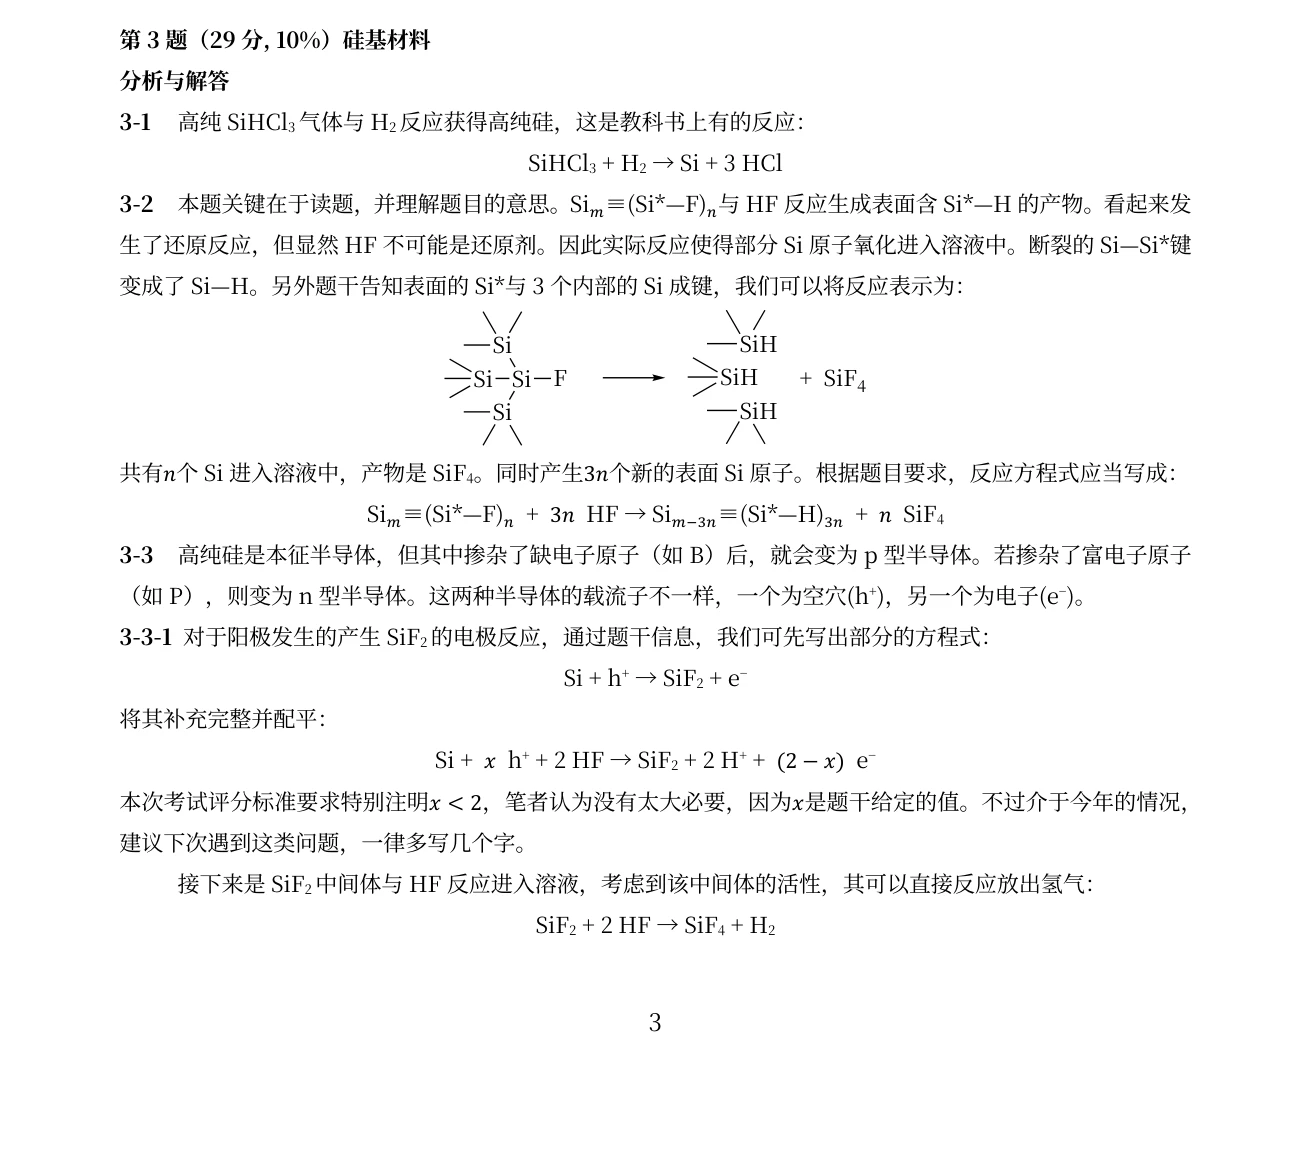 第 3 题（29 分, 10%）硅基材料
分析与解答
3-1 高纯 SiHCl₃ 气体与 H₂ 反应获得高纯硅，这是教科书上有的反应：
SiHCl₃ + H₂ → Si + 3 HCl
3-2 本题关键在于读题，并理解题目的意思。Siₘ≡(Si*—F)ₙ与 HF 反应生成表面含 Si*—H 的产物。看起来发
生了还原反应，但显然 HF 不可能是还原剂。因此实际反应使得部分 Si 原子氧化进入溶液中。断裂的 Si—Si*键
变成了 Si—H。另外题干告知表面的 Si*与 3 个内部的 Si 成键，我们可以将反应表示为：
Si SiH
Si–Si–F → SiH + SiF₄
Si SiH
共有n个 Si 进入溶液中，产物是 SiF₄。同时产生3n个新的表面 Si 原子。根据题目要求，反应方程式应当写成：
Siₘ≡(Si*—F)ₙ + 3n HF → Siₘ₋₃ₙ≡(Si*—H)₃ₙ + n SiF₄
3-3 高纯硅是本征半导体，但其中掺杂了缺电子原子（如 B）后，就会变为 p 型半导体。若掺杂了富电子原子
（如 P），则变为 n 型半导体。这两种半导体的载流子不一样，一个为空穴(h⁺)，另一个为电子(e⁻)。
3-3-1 对于阳极发生的产生 SiF₂ 的电极反应，通过题干信息，我们可先写出部分的方程式：
Si + h⁺ → SiF₂ + e⁻
将其补充完整并配平：
Si + x h⁺ + 2 HF → SiF₂ + 2 H⁺ + (2 − x) e⁻
本次考试评分标准要求特别注明x < 2，笔者认为没有太大必要，因为x是题干给定的值。不过介于今年的情况，
建议下次遇到这类问题，一律多写几个字。
接下来是 SiF₂ 中间体与 HF 反应进入溶液，考虑到该中间体的活性，其可以直接反应放出氢气：
SiF₂ + 2 HF → SiF₄ + H₂
3